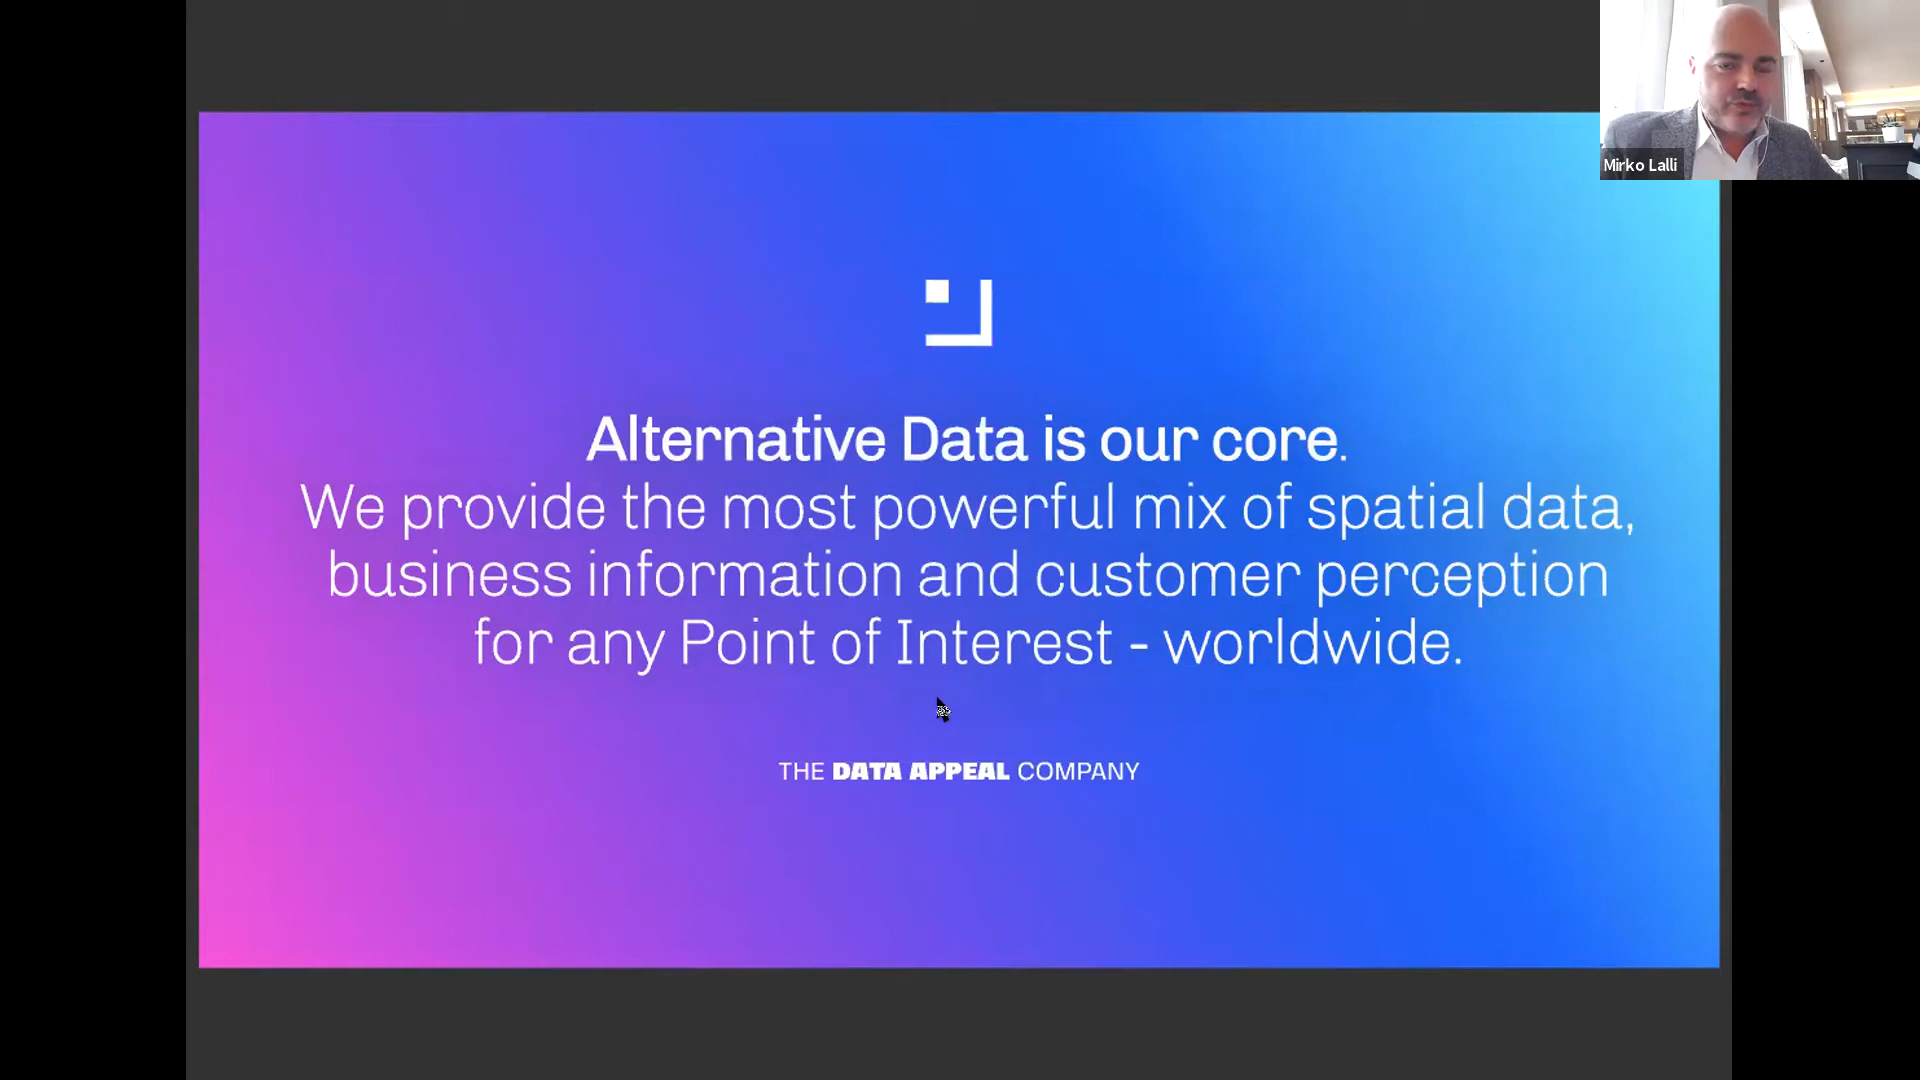 Mirko Lalli
Alternative Data is our core.
We provide the most powerful mix of spatial data,
business information and customer perception
for any Point of Interest - worldwide.
THE DATA APPEAL COMPANY